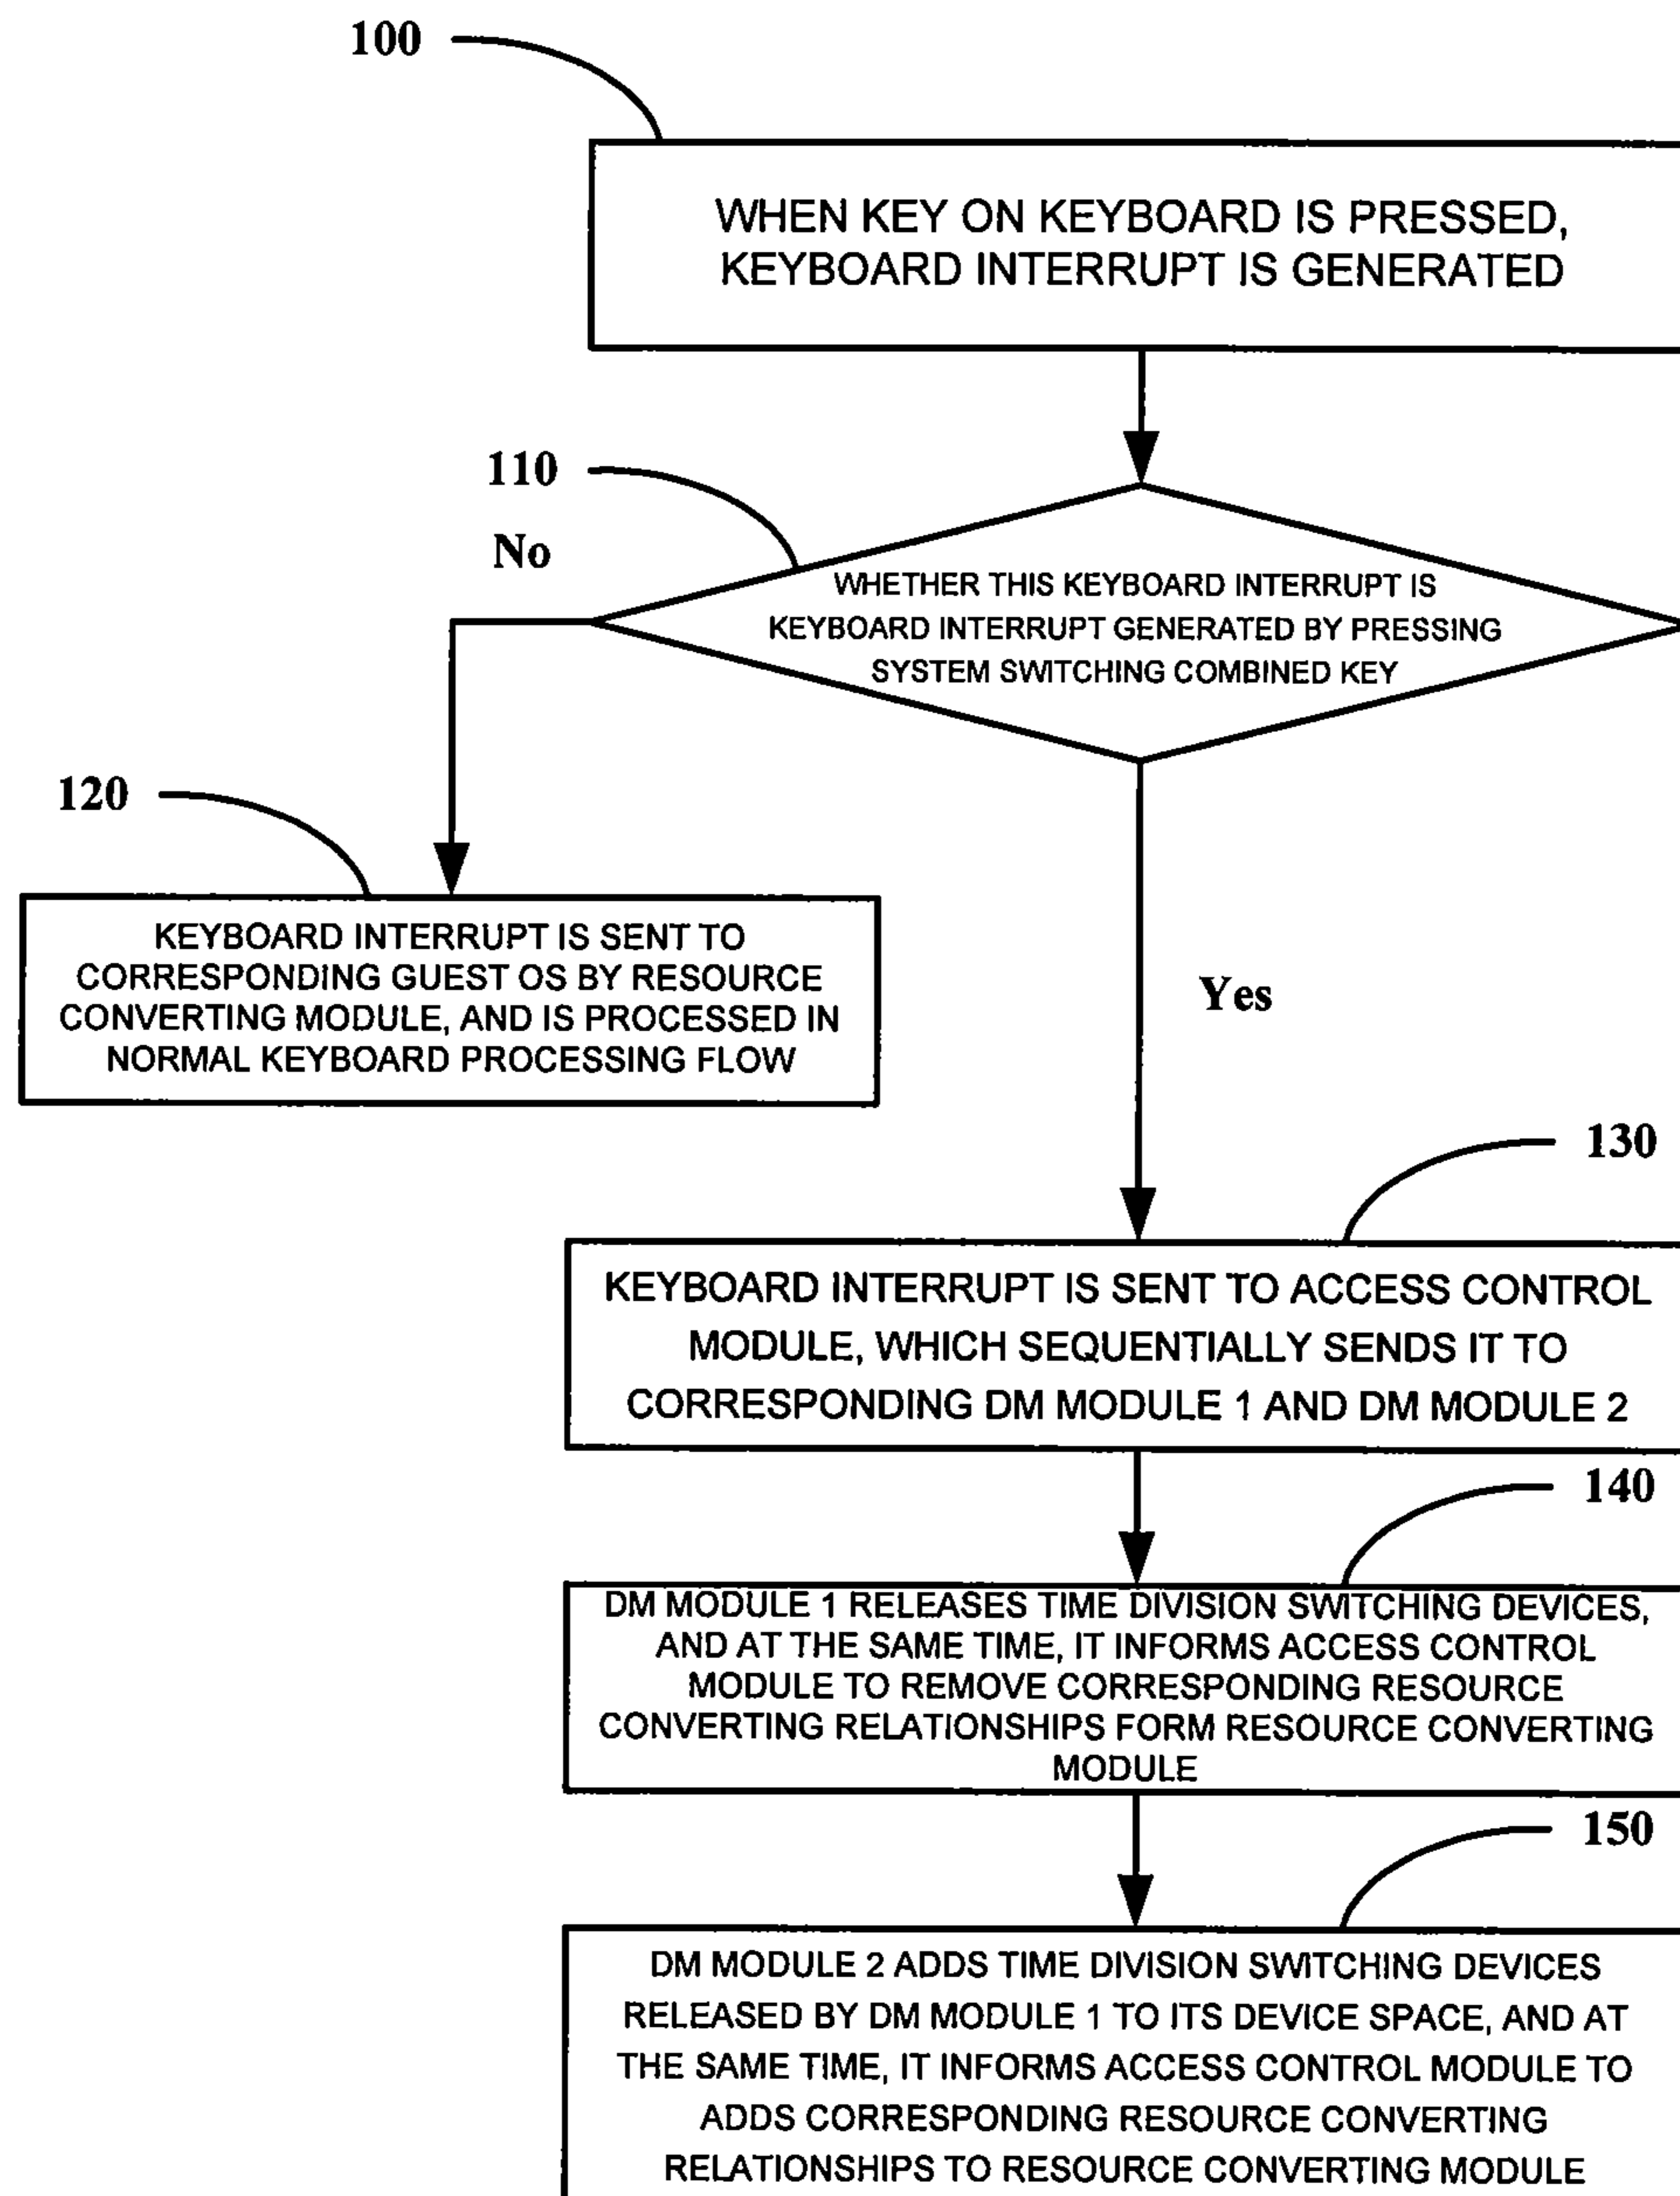 100
WHEN KEY ON KEYBOARD IS PRESSED,
KEYBOARD INTERRUPT IS GENERATED
110
No
WHETHER THIS KEYBOARD INTERRUPT IS
KEYBOARD INTERRUPT GENERATED BY PRESSING
SYSTEM SWITCHING COMBINED KEY
120
KEYBOARD INTERRUPT IS SENT TO
CORRESPONDING GUEST OS BY RESOURCE
CONVERTING MODULE, AND IS PROCESSED IN
NORMAL KEYBOARD PROCESSING FLOW
Yes
130
KEYBOARD INTERRUPT IS SENT TO ACCESS CONTROL
MODULE, WHICH SEQUENTIALLY SENDS IT TO
CORRESPONDING DM MODULE 1 AND DM MODULE 2
140
DM MODULE 1 RELEASES TIME DIVISION SWITCHING DEVICES,
AND AT THE SAME TIME, IT INFORMS ACCESS CONTROL
MODULE TO REMOVE CORRESPONDING RESOURCE
CONVERTING RELATIONSHIPS FORM RESOURCE CONVERTING
MODULE
150
DM MODULE 2 ADDS TIME DIVISION SWITCHING DEVICES
RELEASED BY DM MODULE 1 TO ITS DEVICE SPACE, AND AT
THE SAME TIME, IT INFORMS ACCESS CONTROL MODULE TO
ADDS CORRESPONDING RESOURCE CONVERTING
RELATIONSHIPS TO RESOURCE CONVERTING MODULE